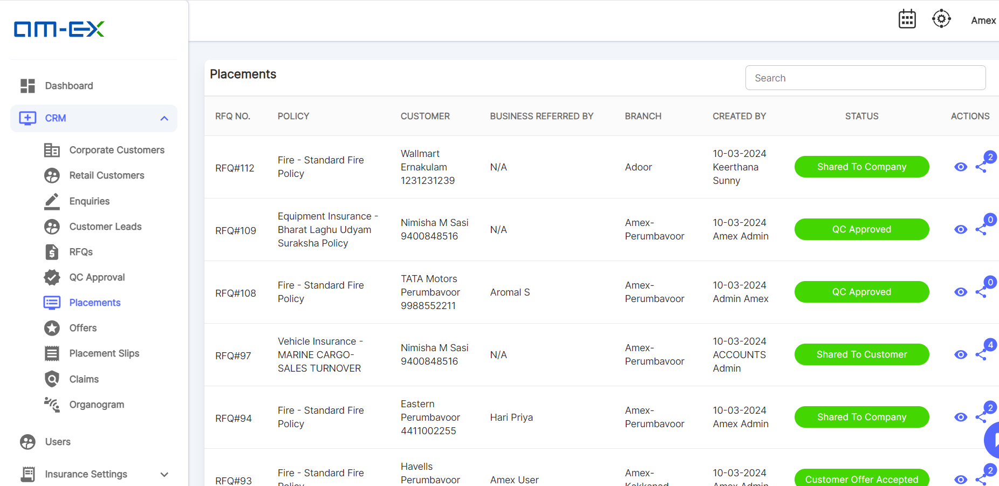 am-ex
Amex
Dashboard
CRM
Corporate Customers
Retail Customers
Enquiries
Customer Leads
RFQs
QC Approval
Placements
Offers
Placement Slips
Claims
Organogram
Users
Insurance Settings
Placements
Search
RFQ NO. POLICY CUSTOMER BUSINESS REFERRED BY BRANCH CREATED BY STATUS ACTIONS
RFQ#112
Fire - Standard Fire
Policy
Wallmart
Ernakulam
1231231239
N/A
Adoor
10-03-2024
Keerthana
Sunny
Shared To Company
2
RFQ#109
Equipment Insurance -
Bharat Laghu Udyam
Suraksha Policy
Nimisha M Sasi
9400848516
N/A
Amex-
Perumbavoor
10-03-2024
Amex Admin
QC Approved
0
RFQ#108
Fire - Standard Fire
Policy
TATA Motors
Perumbavoor
9988552211
Aromal S
Amex-
Perumbavoor
10-03-2024
Admin Amex
QC Approved
0
RFQ#97
Vehicle Insurance -
MARINE CARGO-
SALES TURNOVER
Nimisha M Sasi
9400848516
N/A
Amex-
Perumbavoor
10-03-2024
ACCOUNTS
Admin
Shared To Customer
4
RFQ#94
Fire - Standard Fire
Policy
Eastern
Perumbavoor
4411002255
Hari Priya
Amex-
Perumbavoor
10-03-2024
Amex Admin
Shared To Company
2
RFQ#93
Fire - Standard Fire
Policy
Havells
Perumbavoor
Amex User
Amex-
Kakkanad
10-03-2024
Amex Admin
Customer Offer Accepted
2